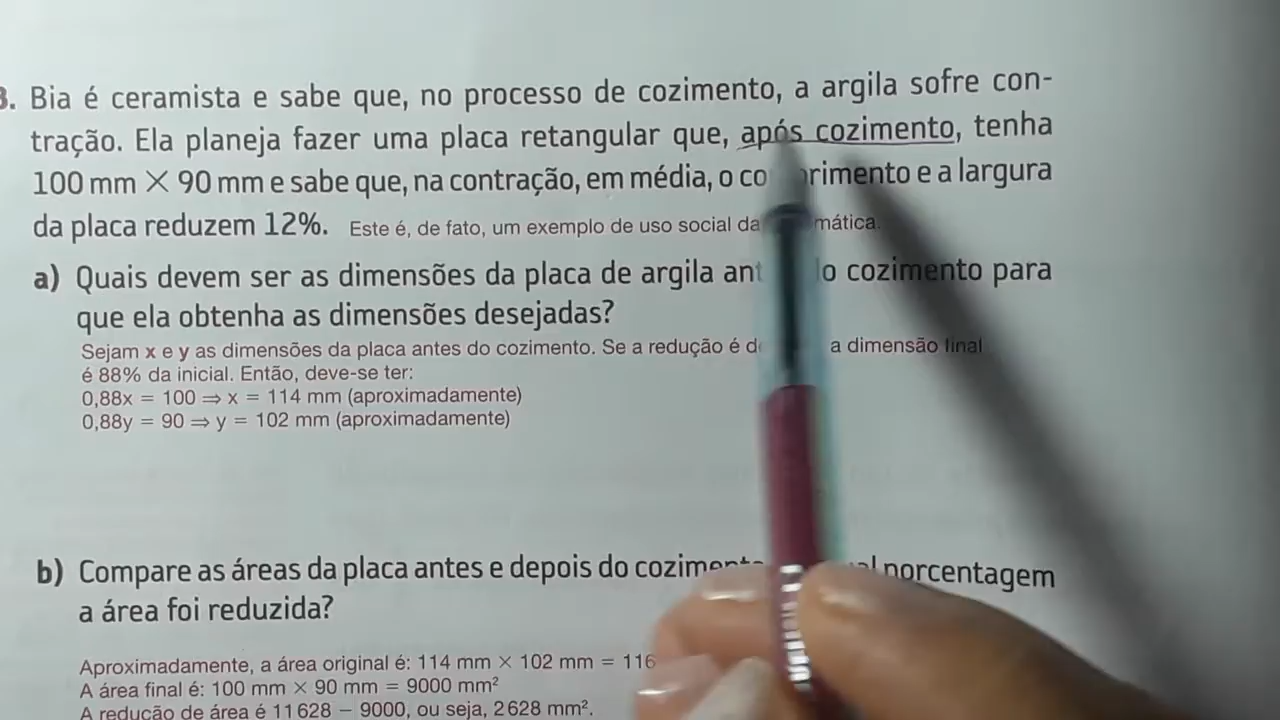 3. Bia é ceramista e sabe que, no processo de cozimento, a argila sofre con-
tração. Ela planeja fazer uma placa retangular que, após cozimento, tenha
100 mm × 90 mm e sabe que, na contração, em média, o co rimento e a largura
da placa reduzem 12%. Este é, de fato, um exemplo de uso social da mática.
a) Quais devem ser as dimensões da placa de argila ant lo cozimento para
que ela obtenha as dimensões desejadas?
Sejam x e y as dimensões da placa antes do cozimento. Se a redução é de a dimensão final
é 88% da inicial. Então, deve-se ter:
0,88x = 100 ⇒ x = 114 mm (aproximadamente)
0,88y = 90 ⇒ y = 102 mm (aproximadamente)
b) Compare as áreas da placa antes e depois do cozimento porcentagem
a área foi reduzida?
Aproximadamente, a área original é: 114 mm × 102 mm = 116
A área final é: 100 mm × 90 mm = 9000 mm²
A redução de área é 11 628 − 9000, ou seja, 2 628 mm².